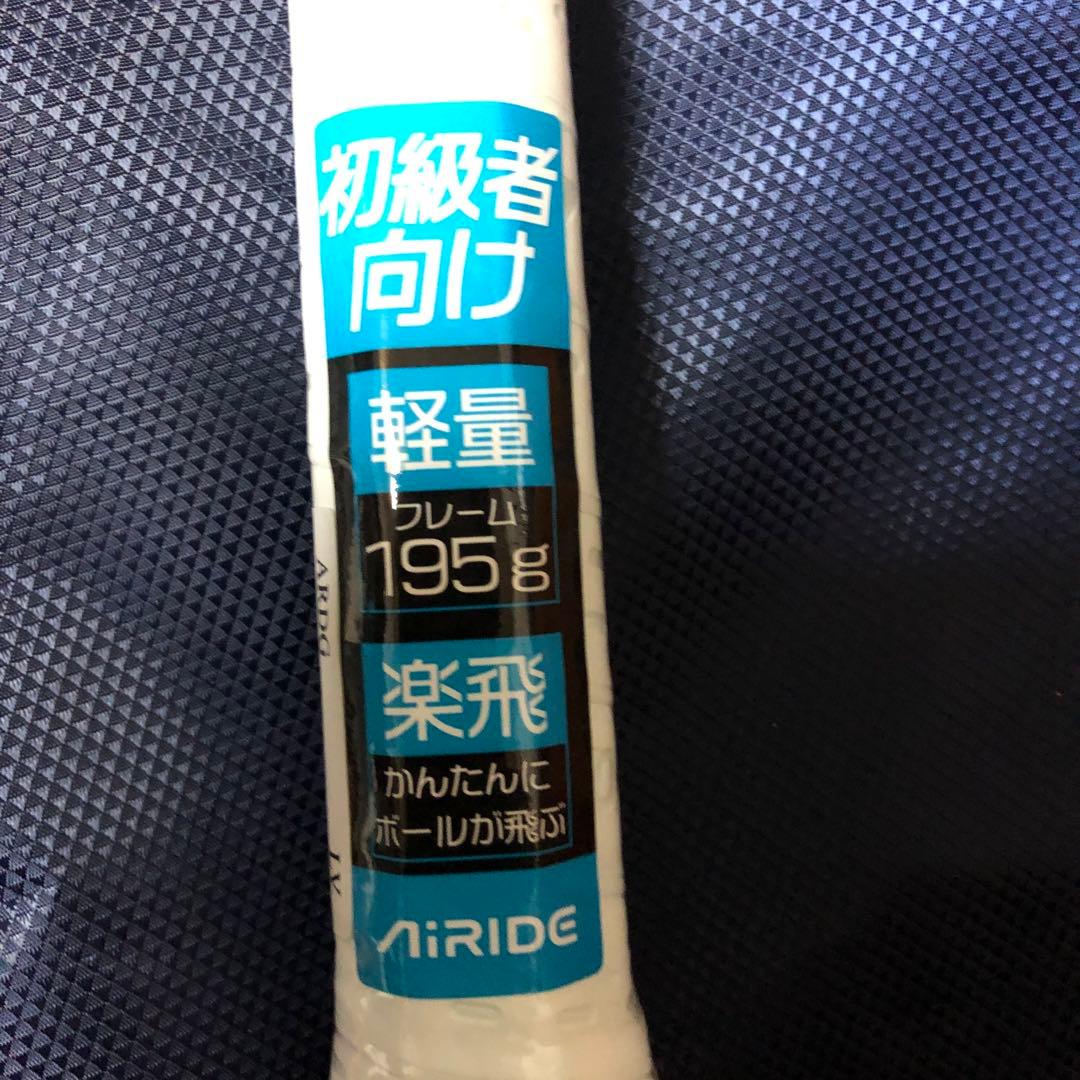 初級者
向け
軽量
フレーム
195g
楽飛
かんたんに
ボールが飛ぶ
AiRIDE
ARDG